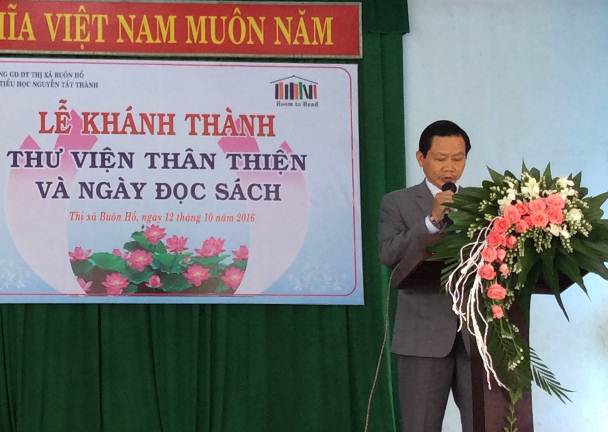 ĨA VIỆT NAM MUÔN NĂM
NG GD ĐT THỊ XÃ BUÔN HỒ
TIỂU HỌC NGUYỄN TẤT THÀNH
Room to Read
LỄ KHÁNH THÀNH
THƯ VIỆN THÂN THIỆN
VÀ NGÀY ĐỌC SÁCH
Thị xã Buôn Hồ, ngày 12 tháng 10 năm 2016